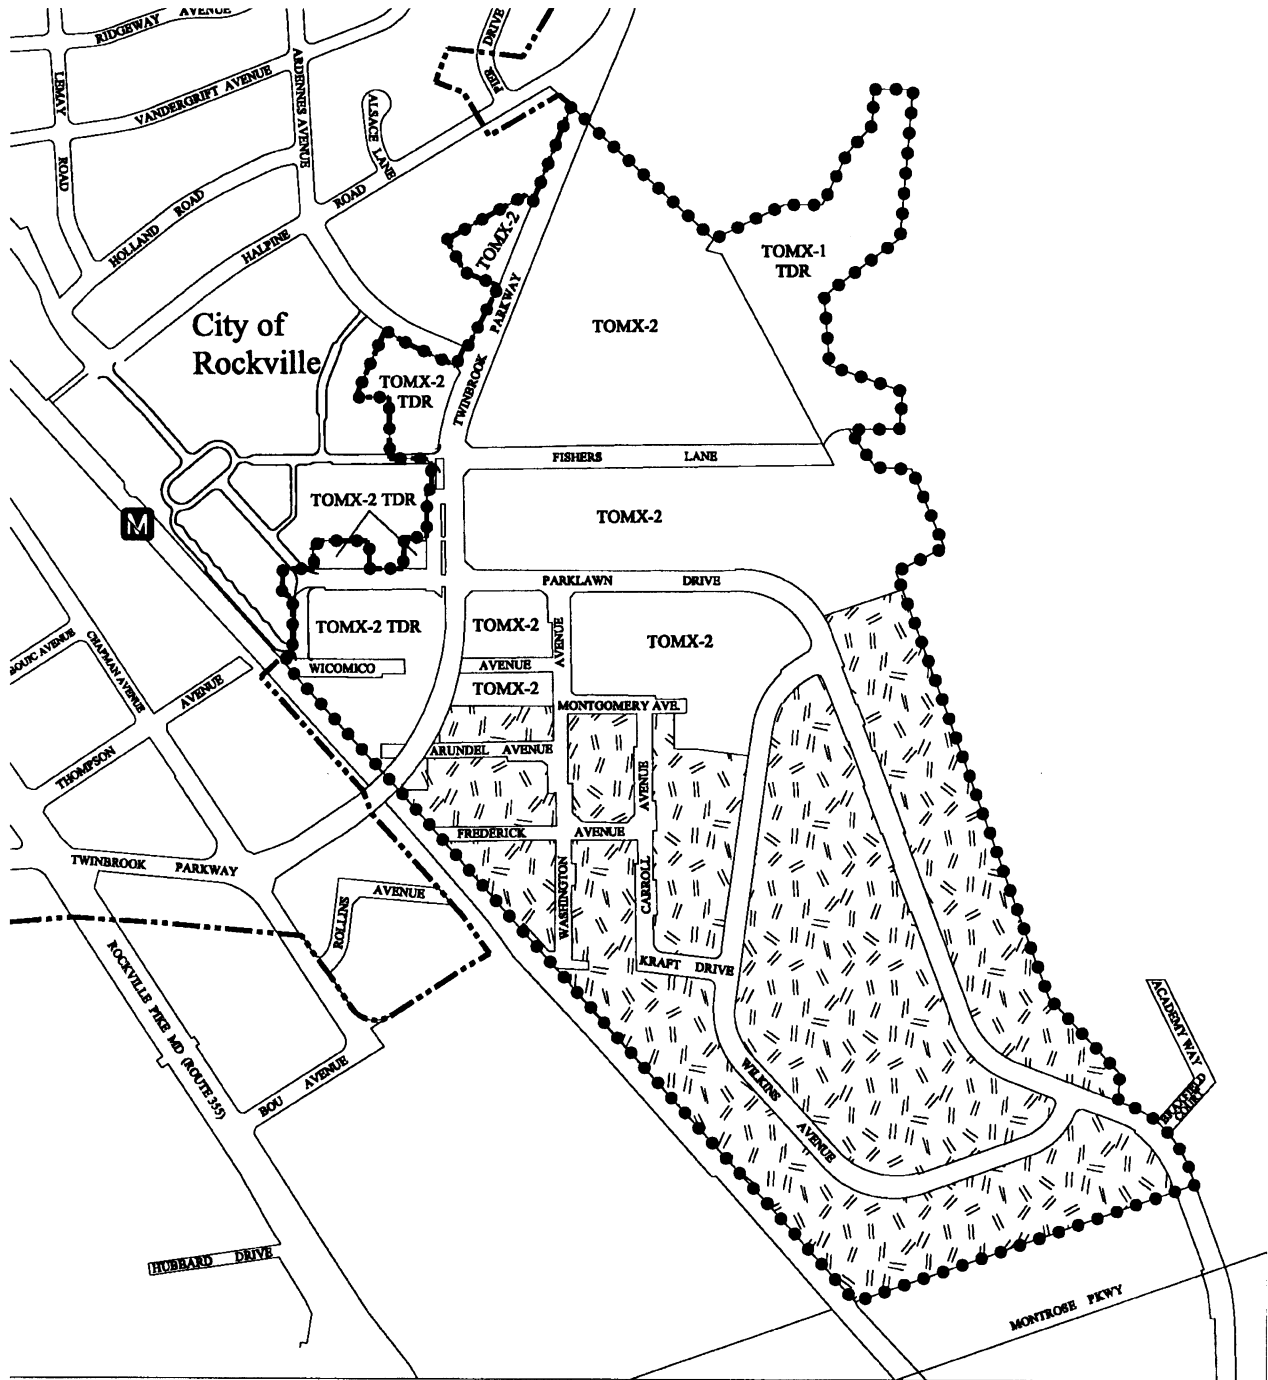 RIDGEWAY AVENUE
PIER DRIVE
LEMAY ROAD
VANDERGRIFT AVENUE
ARDENNES AVENUE
ALSACE LANE
HOLLAND ROAD
HALPINE ROAD
TOMX-2
TOMX-1
TDR
City of
Rockville
TWINBROOK PARKWAY
TOMX-2
TOMX-2
TDR
FISHERS LANE
TOMX-2 TDR
TOMX-2
M
PARKLAWN DRIVE
TOMX-2 TDR
TOMX-2
AVENUE
TOMX-2
WICOMICO AVENUE
TOMX-2
CHAPMAN AVENUE
AVENUE
THOMPSON AVENUE
MONTGOMERY AVE.
ARUNDEL AVENUE
AVENUE
FREDERICK AVENUE
TWINBROOK PARKWAY
ROLLINS AVENUE
WASHINGTON
CARROLL
KRAFT DRIVE
ROCKVILLE PIKE MD (ROUTE 355)
BOU AVENUE
WILKINS AVENUE
ACADEMY WAY
BRAXFIELD
COURT
HUBBARD DRIVE
MONTROSE PKWY